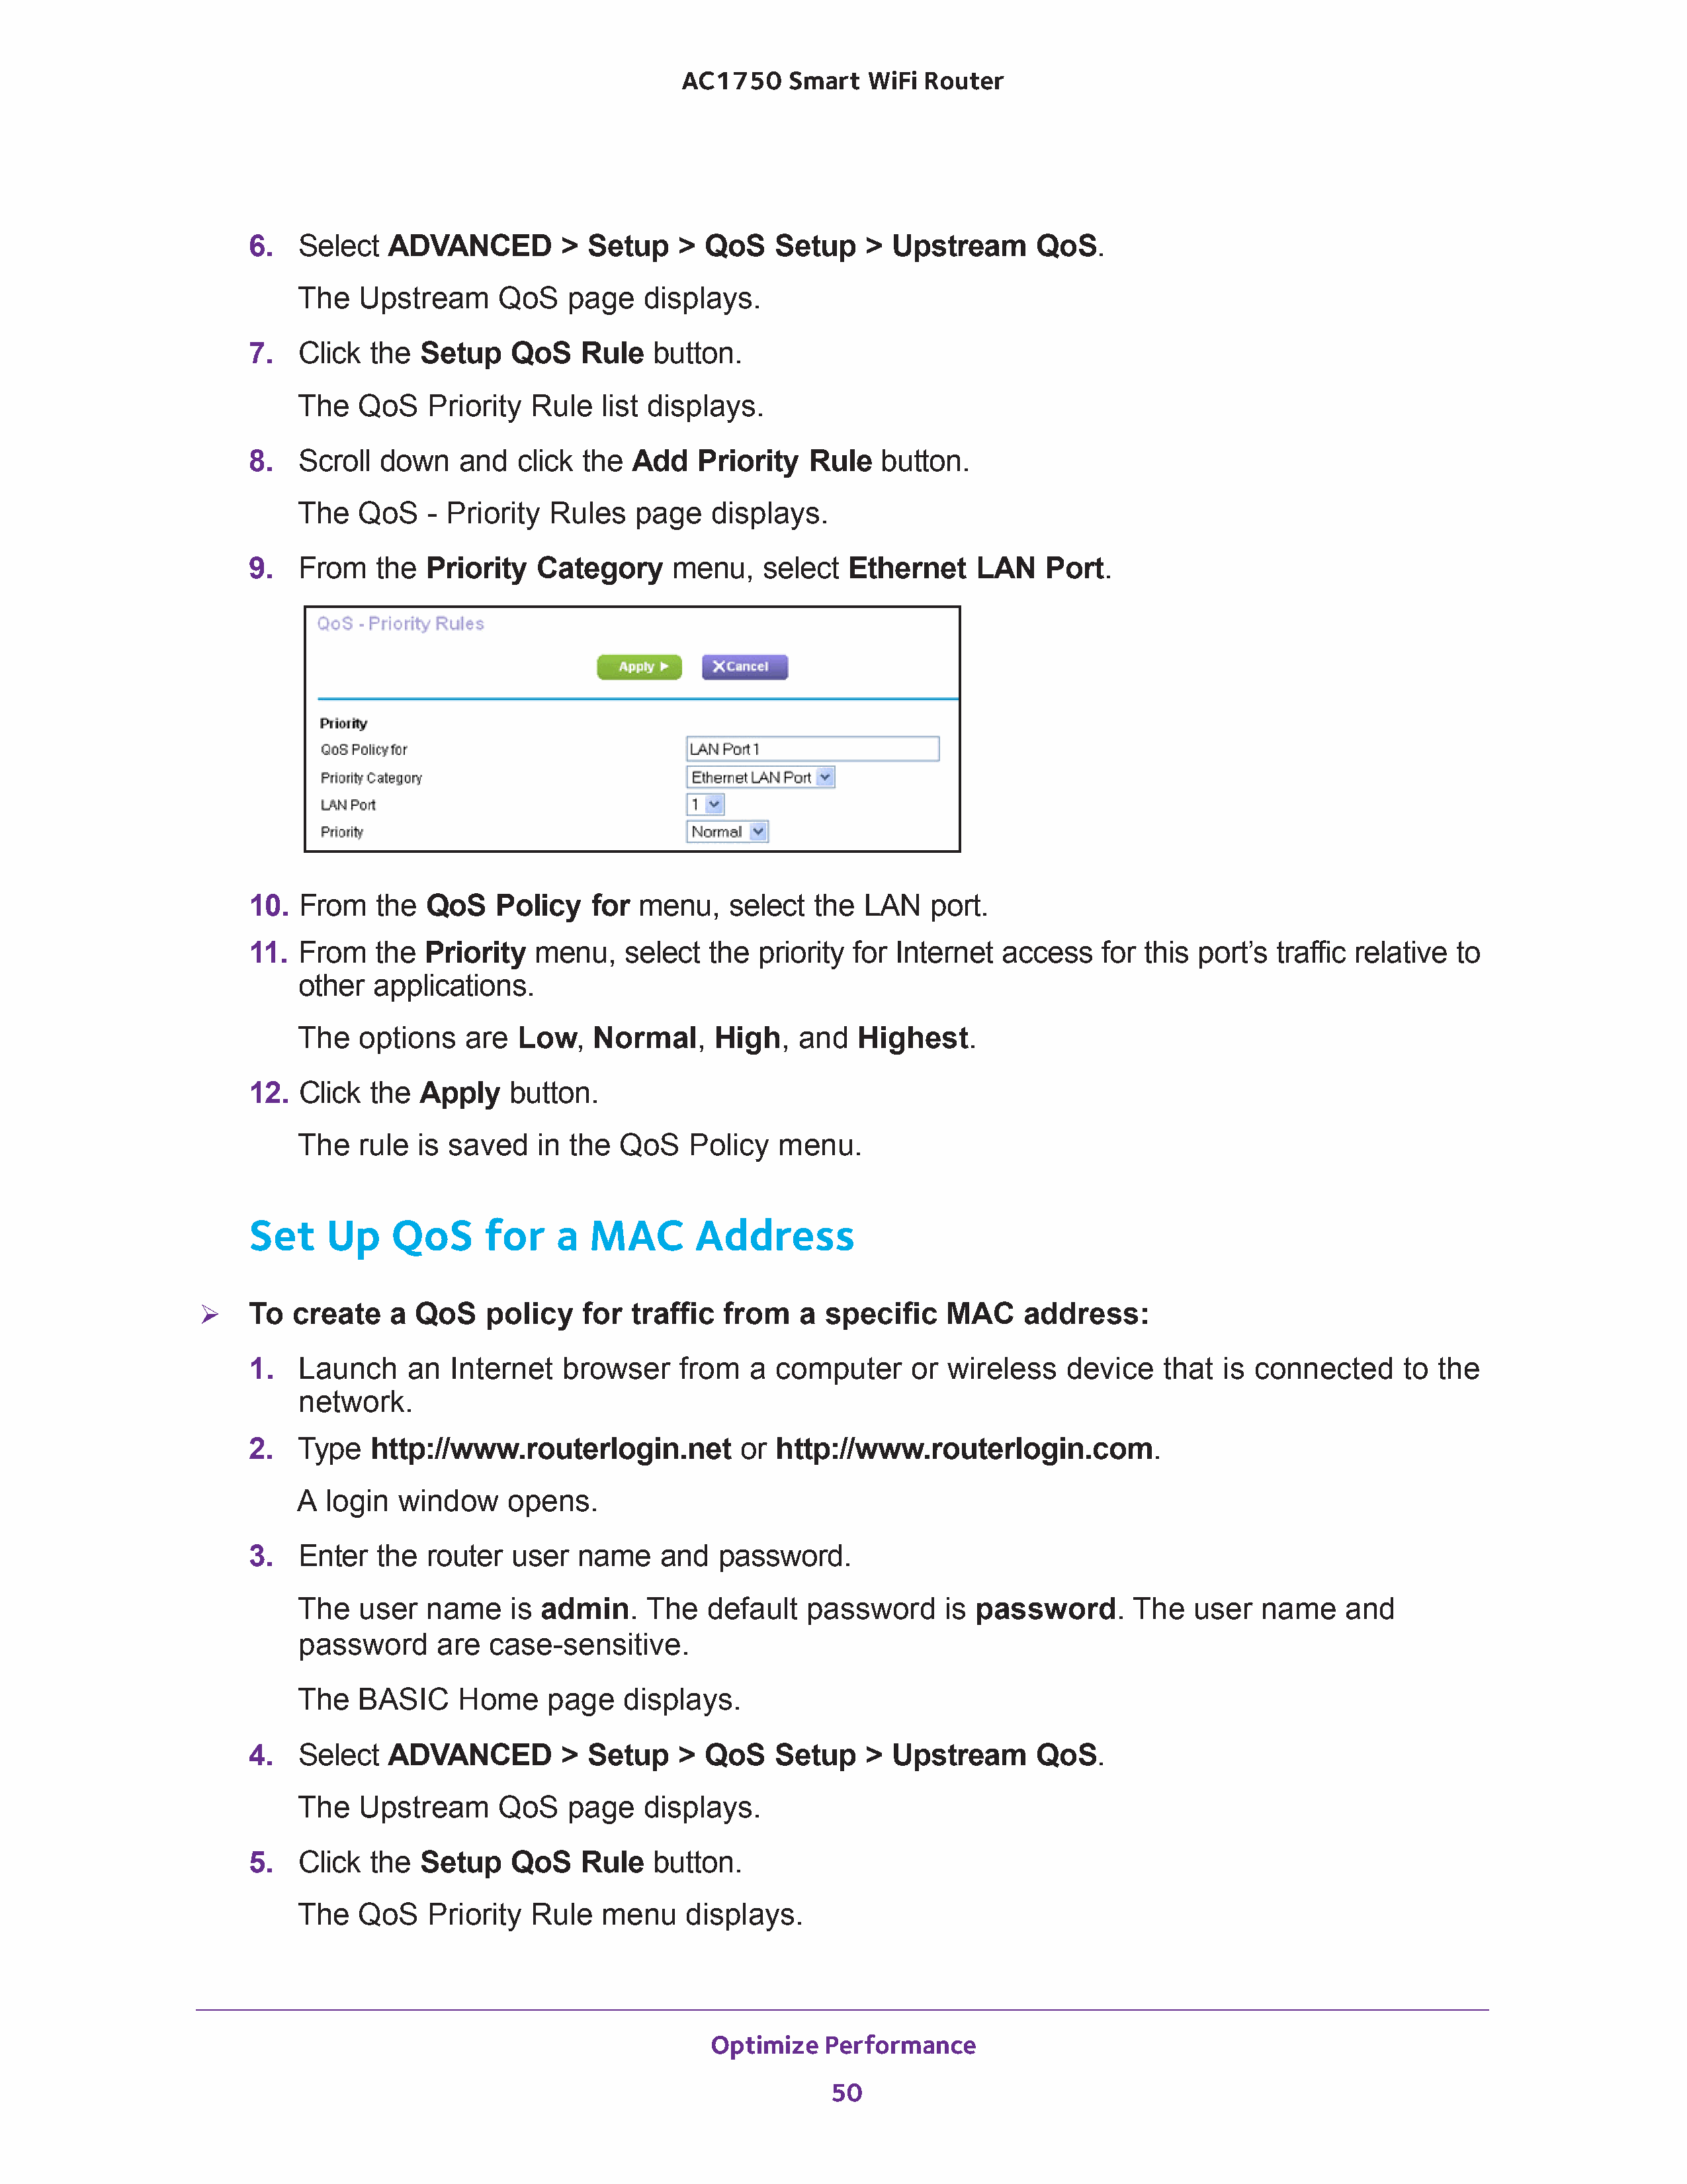 AC1750 Smart WiFi Router
6. Select ADVANCED > Setup > QoS Setup > Upstream QoS.
The Upstream QoS page displays.
7. Click the Setup QoS Rule button.
The QoS Priority Rule list displays.
8. Scroll down and click the Add Priority Rule button.
The QoS - Priority Rules page displays.
9. From the Priority Category menu, select Ethernet LAN Port.
QoS - Priority Rules
Apply ► XCancel
Priority
QoS Policy for LAN Port 1
Priority Category Ethernet LAN Port
LAN Port 1
Priority Normal
10. From the QoS Policy for menu, select the LAN port.
11. From the Priority menu, select the priority for Internet access for this port’s traffic relative to
other applications.
The options are Low, Normal, High, and Highest.
12. Click the Apply button.
The rule is saved in the QoS Policy menu.
Set Up QoS for a MAC Address
➢ To create a QoS policy for traffic from a specific MAC address:
1. Launch an Internet browser from a computer or wireless device that is connected to the
network.
2. Type http://www.routerlogin.net or http://www.routerlogin.com.
A login window opens.
3. Enter the router user name and password.
The user name is admin. The default password is password. The user name and
password are case-sensitive.
The BASIC Home page displays.
4. Select ADVANCED > Setup > QoS Setup > Upstream QoS.
The Upstream QoS page displays.
5. Click the Setup QoS Rule button.
The QoS Priority Rule menu displays.
Optimize Performance
50